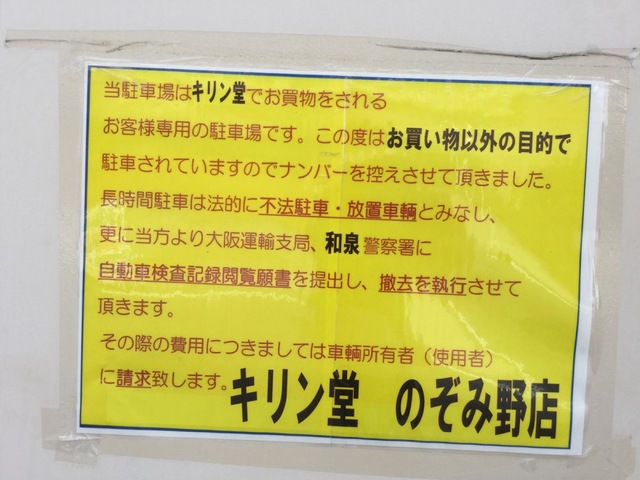 当駐車場はキリン堂でお買物をされる
お客様専用の駐車場です。この度はお買い物以外の目的で
駐車されていますのでナンバーを控えさせて頂きました。
長時間駐車は法的に不法駐車・放置車輌とみなし、
更に当方より大阪運輸支局、和泉警察署に
自動車検査記録閲覧願書を提出し、撤去を執行させて
頂きます。
その際の費用につきましては車輌所有者（使用者）
に請求致します。
キリン堂　のぞみ野店